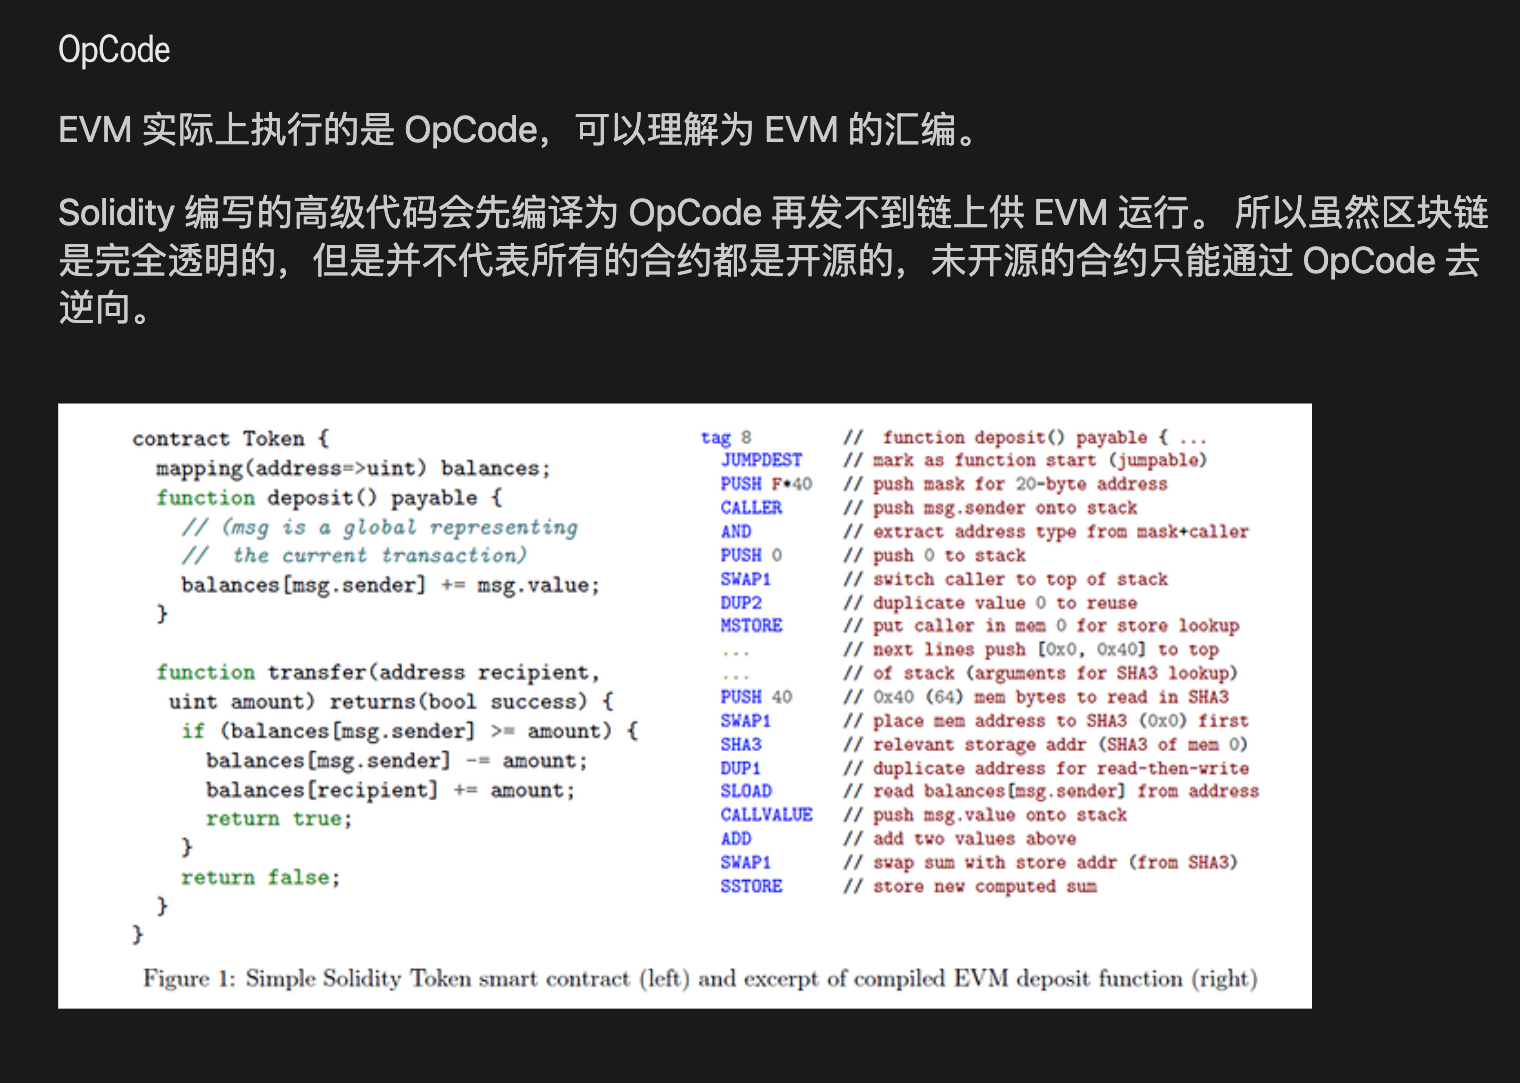 OpCode
EVM 实际上执行的是 OpCode，可以理解为 EVM 的汇编。
Solidity 编写的高级代码会先编译为 OpCode 再发不到链上供 EVM 运行。 所以虽然区块链
是完全透明的，但是并不代表所有的合约都是开源的，未开源的合约只能通过 OpCode 去
逆向。
contract Token {
mapping(address=>uint) balances;
function deposit() payable {
// (msg is a global representing
// the current transaction)
balances[msg.sender] += msg.value;
}
function transfer(address recipient,
uint amount) returns(bool success) {
if (balances[msg.sender] >= amount) {
balances[msg.sender] -= amount;
balances[recipient] += amount;
return true;
}
return false;
}
}
tag 8 // function deposit() payable { ...
JUMPDEST // mark as function start (jumpable)
PUSH F*40 // push mask for 20-byte address
CALLER // push msg.sender onto stack
AND // extract address type from mask+caller
PUSH 0 // push 0 to stack
SWAP1 // switch caller to top of stack
DUP2 // duplicate value 0 to reuse
MSTORE // put caller in mem 0 for store lookup
... // next lines push [0x0, 0x40] to top
... // of stack (arguments for SHA3 lookup)
PUSH 40 // 0x40 (64) mem bytes to read in SHA3
SWAP1 // place mem address to SHA3 (0x0) first
SHA3 // relevant storage addr (SHA3 of mem 0)
DUP1 // duplicate address for read-then-write
SLOAD // read balances[msg.sender] from address
CALLVALUE // push msg.value onto stack
ADD // add two values above
SWAP1 // swap sum with store addr (from SHA3)
SSTORE // store new computed sum
Figure 1: Simple Solidity Token smart contract (left) and excerpt of compiled EVM deposit function (right)